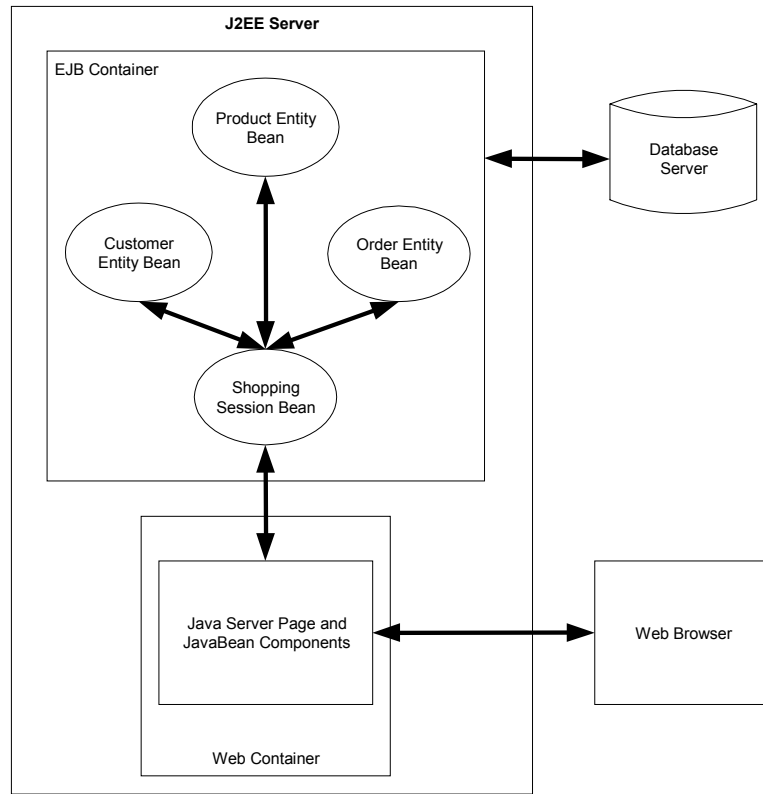 J2EE Server
EJB Container
Product Entity
Bean
Database
Server
Customer
Entity Bean
Order Entity
Bean
Shopping
Session Bean
Java Server Page and
JavaBean Components
Web Browser
Web Container